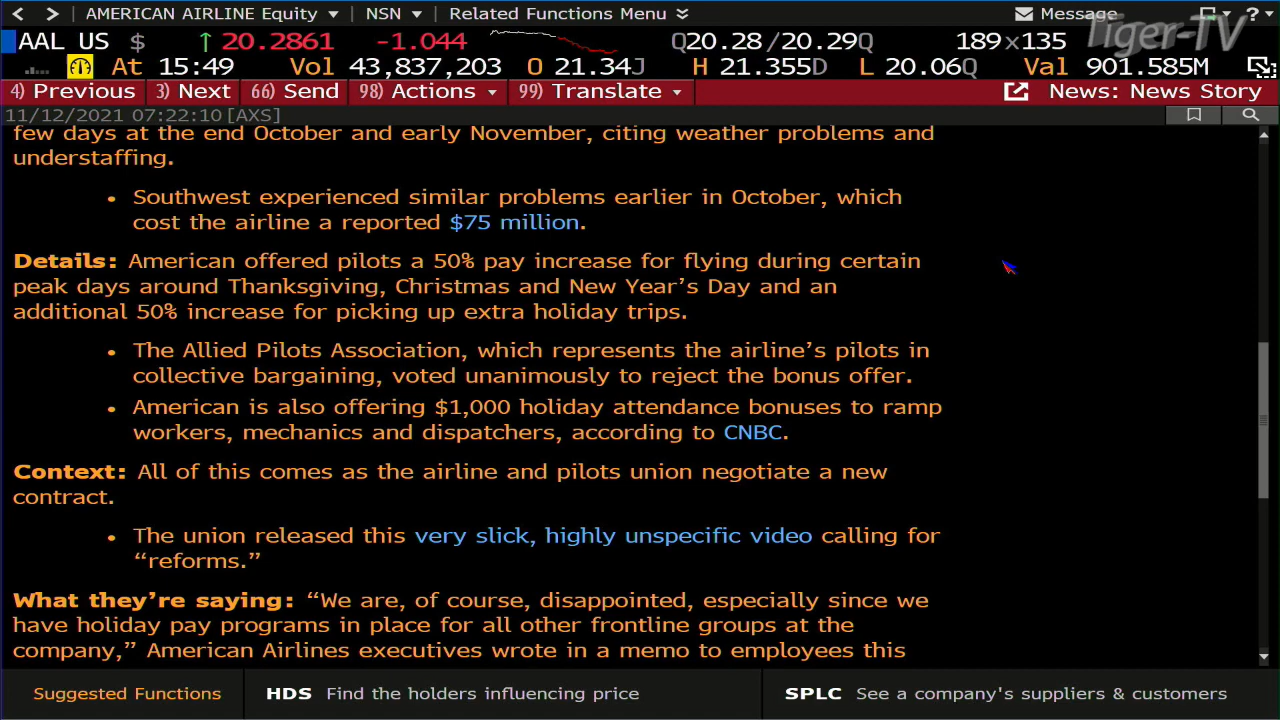 AMERICAN AIRLINE Equity NSN Related Functions Menu Message ?
Tiger-TV
AAL US $ ↑ 20.2861 -1.044 Q20.28/20.29Q 189x135
At 15:49 Vol 43,837,203 O 21.34J H 21.355D L 20.06Q Val 901.585M
4) Previous 3) Next 66) Send 98) Actions 99) Translate News: News Story
11/12/2021 07:22:10 [AXS]
few days at the end October and early November, citing weather problems and
understaffing.
• Southwest experienced similar problems earlier in October, which
cost the airline a reported $75 million.
Details: American offered pilots a 50% pay increase for flying during certain
peak days around Thanksgiving, Christmas and New Year’s Day and an
additional 50% increase for picking up extra holiday trips.
• The Allied Pilots Association, which represents the airline’s pilots in
collective bargaining, voted unanimously to reject the bonus offer.
• American is also offering $1,000 holiday attendance bonuses to ramp
workers, mechanics and dispatchers, according to CNBC.
Context: All of this comes as the airline and pilots union negotiate a new
contract.
• The union released this very slick, highly unspecific video calling for
“reforms.”
What they’re saying: “We are, of course, disappointed, especially since we
have holiday pay programs in place for all other frontline groups at the
company,” American Airlines executives wrote in a memo to employees this
Suggested Functions HDS Find the holders influencing price SPLC See a company's suppliers & customers